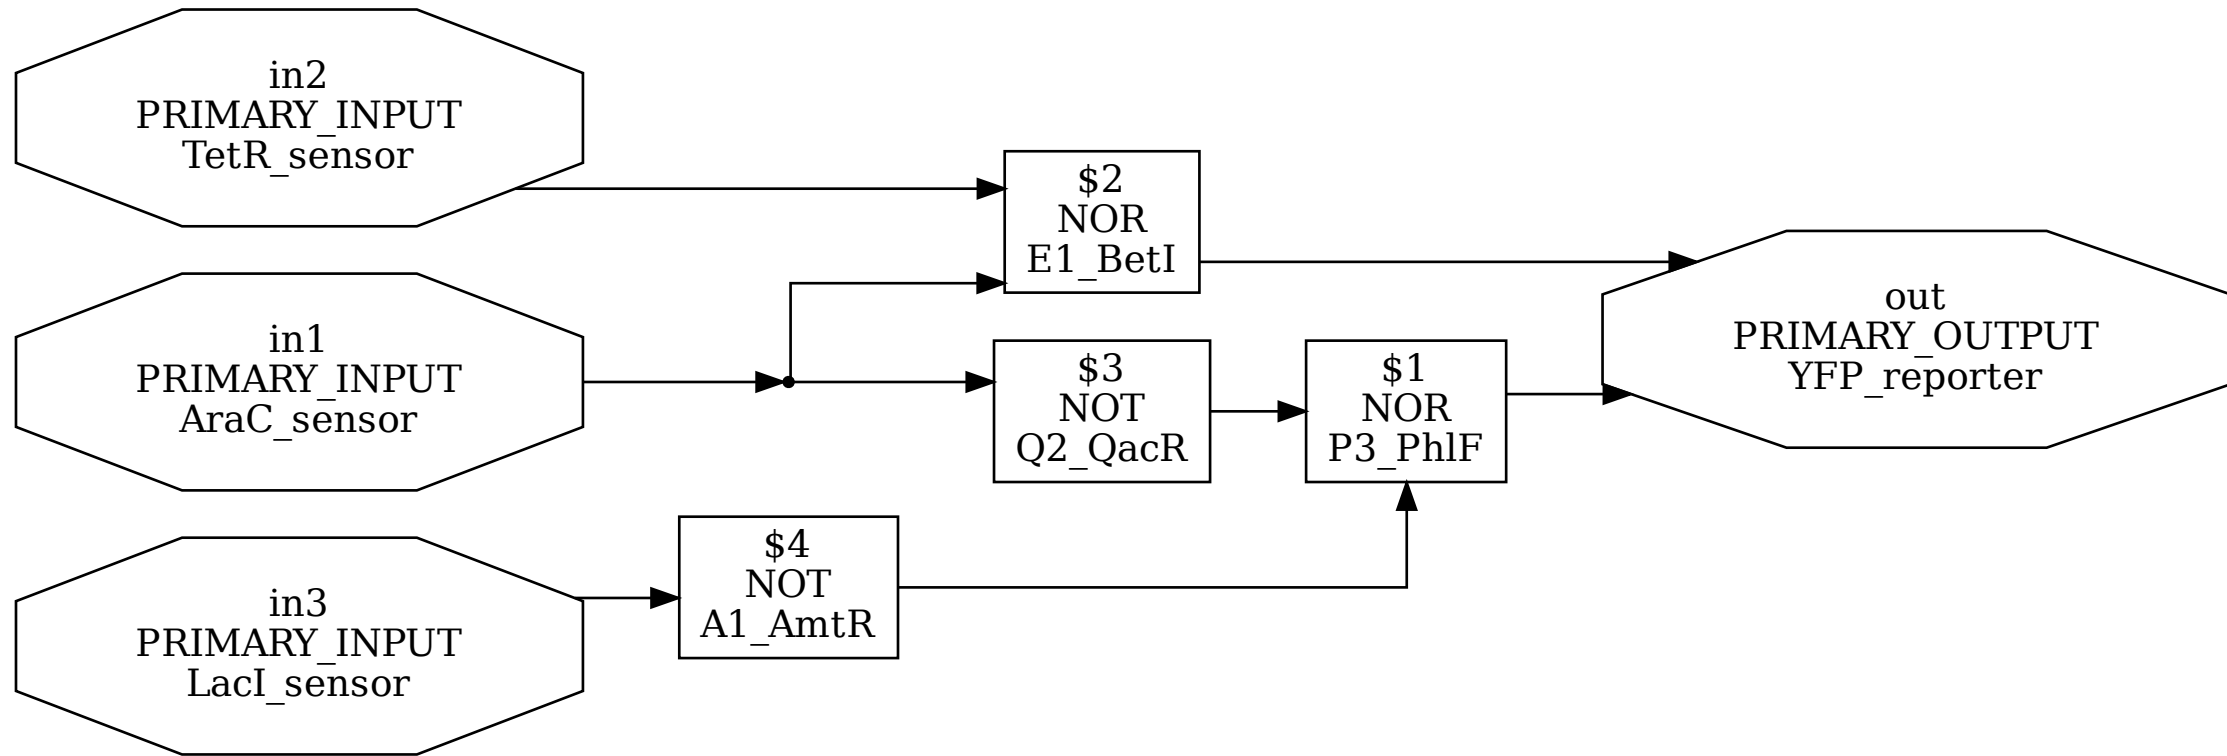 in2
PRIMARY_INPUT
TetR_sensor
$2
NOR
E1_BetI
in1
PRIMARY_INPUT
AraC_sensor
$3
NOT
Q2_QacR
$1
NOR
P3_PhlF
out
PRIMARY_OUTPUT
YFP_reporter
in3
PRIMARY_INPUT
LacI_sensor
$4
NOT
A1_AmtR